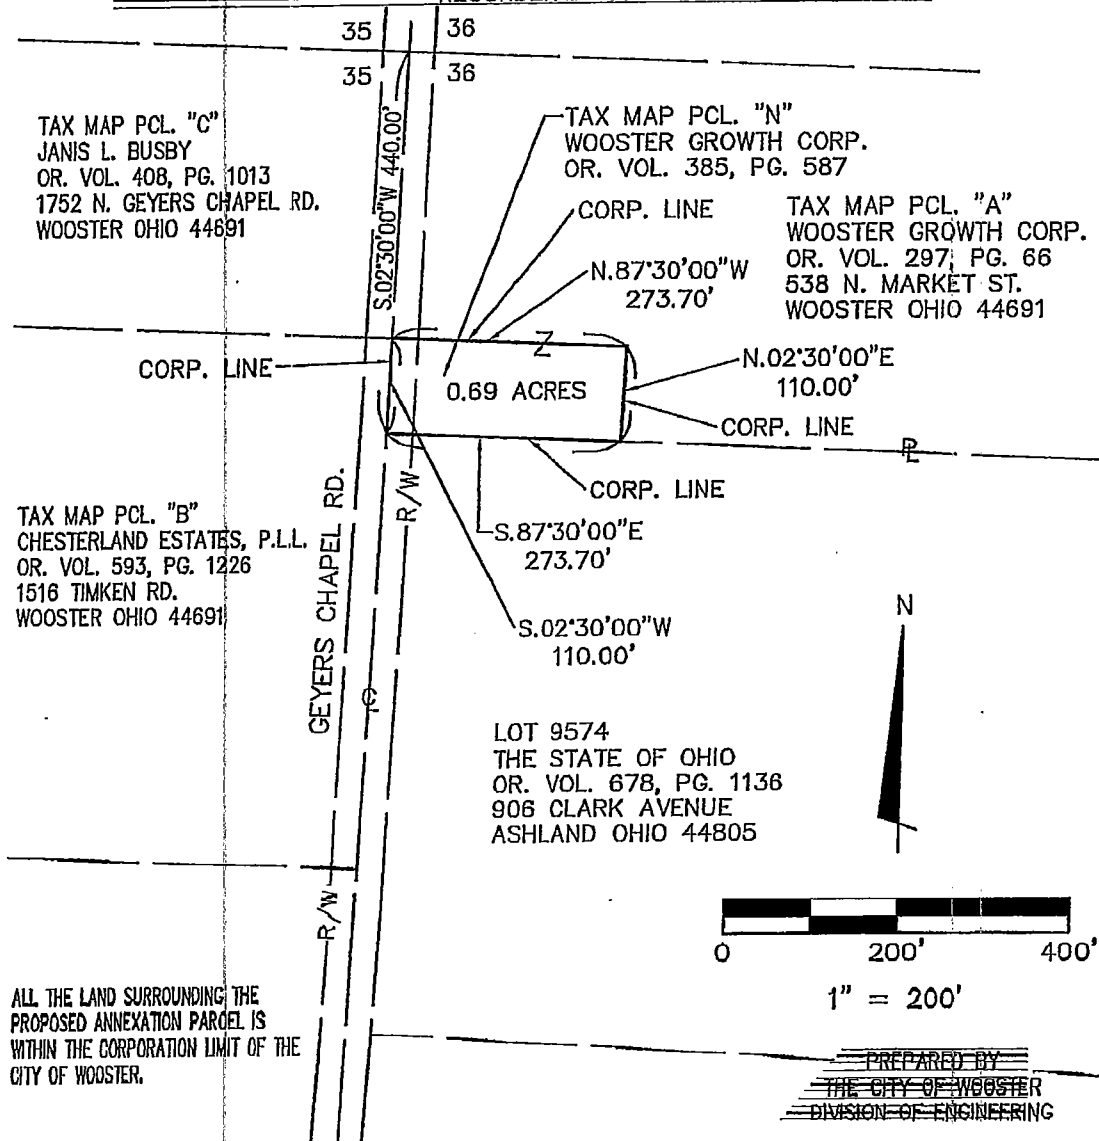 35
36
35
36
S.02°30'00"W 440.00'
TAX MAP PCL. "C"
JANIS L. BUSBY
OR. VOL. 408, PG. 1013
1752 N. GEYERS CHAPEL RD.
WOOSTER OHIO 44691
TAX MAP PCL. "N"
WOOSTER GROWTH CORP.
OR. VOL. 385, PG. 587
CORP. LINE
N.87°30'00"W
273.70'
TAX MAP PCL. "A"
WOOSTER GROWTH CORP.
OR. VOL. 297, PG. 66
538 N. MARKET ST.
WOOSTER OHIO 44691
CORP. LINE
Z
0.69 ACRES
N.02°30'00"E
110.00'
CORP. LINE
PL
CORP. LINE
S.87°30'00"E
273.70'
R/W
GEYERS CHAPEL RD.
TAX MAP PCL. "B"
CHESTERLAND ESTATES, P.L.L.
OR. VOL. 593, PG. 1226
1516 TIMKEN RD.
WOOSTER OHIO 44691
S.02°30'00"W
110.00'
N
CL
LOT 9574
THE STATE OF OHIO
OR. VOL. 678, PG. 1136
906 CLARK AVENUE
ASHLAND OHIO 44805
R/W
0 200' 400'
1" = 200'
ALL THE LAND SURROUNDING THE
PROPOSED ANNEXATION PARCEL IS
WITHIN THE CORPORATION LIMIT OF THE
CITY OF WOOSTER.
PREPARED BY
THE CITY OF WOOSTER
DIVISION OF ENGINEERING